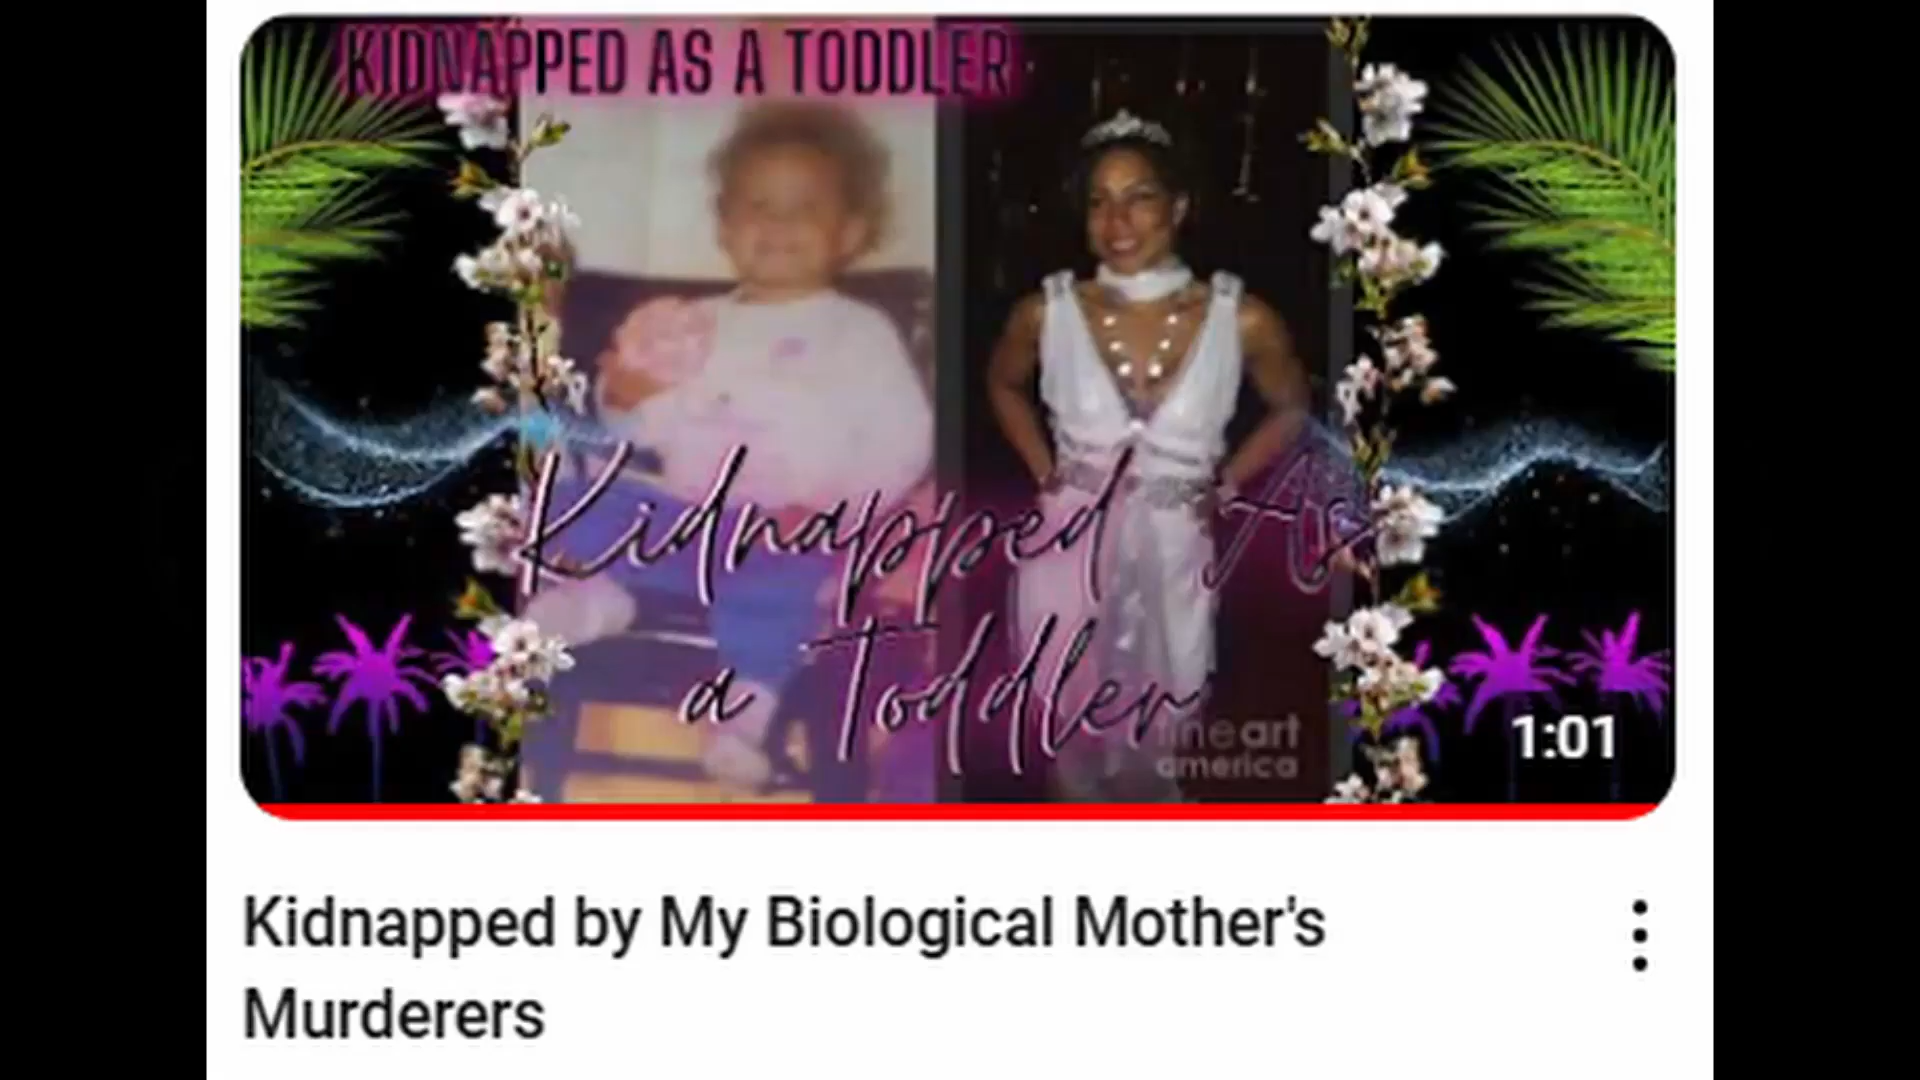 KIDNAPPED AS A TODDLER
Kidnapped As
a Toddler
fineart
america
1:01
Kidnapped by My Biological Mother's
Murderers